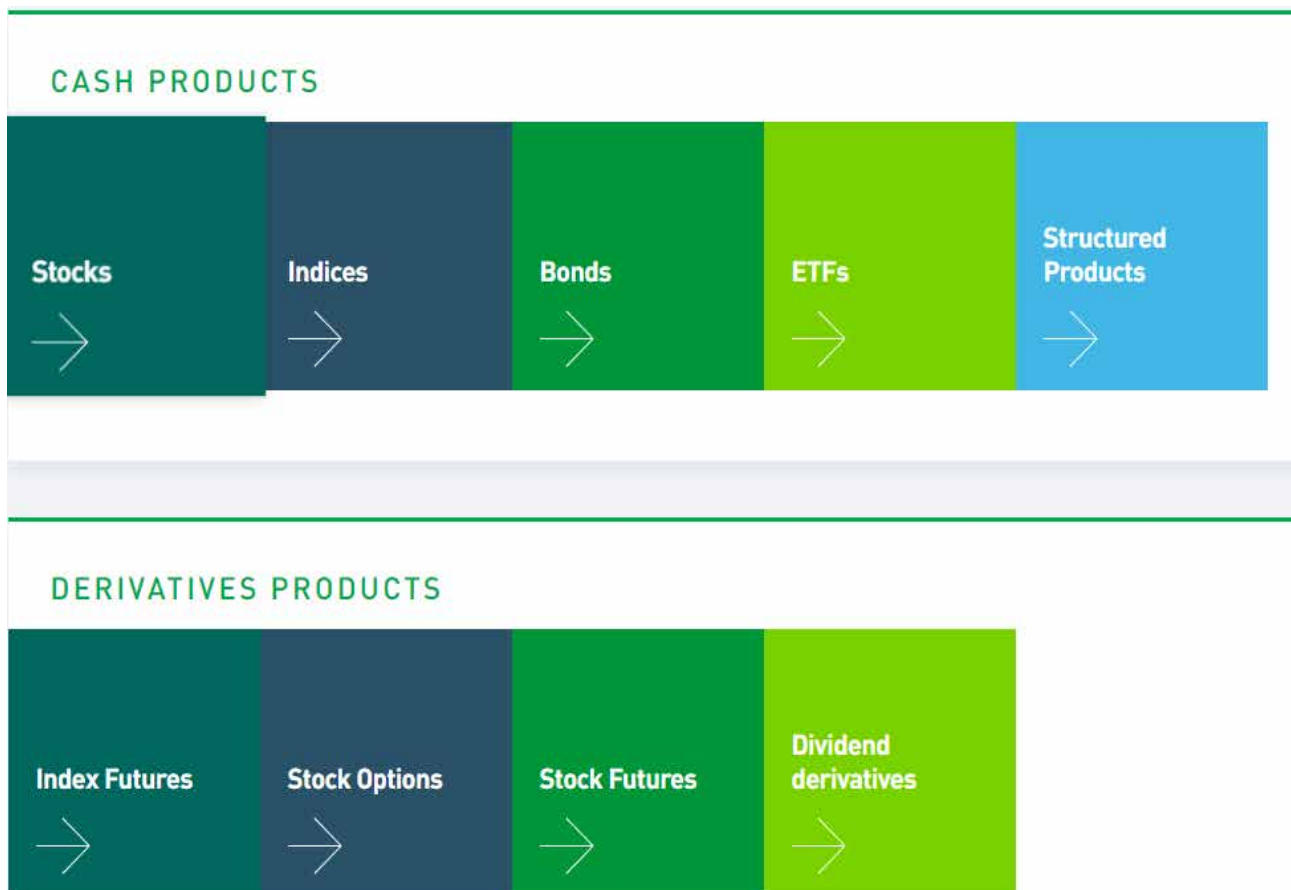 CASH PRODUCTS
Stocks
Indices
Bonds
ETFs
Structured
Products
DERIVATIVES PRODUCTS
Index Futures
Stock Options
Stock Futures
Dividend
derivatives